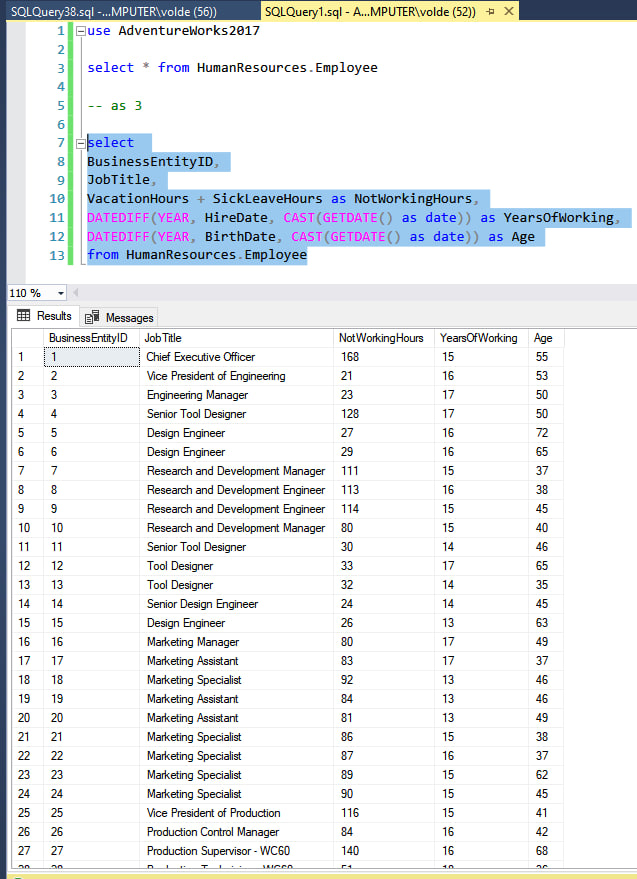 SQLQuery38.sql -...MPUTER\volde (56))
SQLQuery1.sql - A...MPUTER\volde (52))
1 use AdventureWorks2017
2
3 select * from HumanResources.Employee
4
5 -- as 3
6
7 select
8 BusinessEntityID,
9 JobTitle,
10 VacationHours + SickLeaveHours as NotWorkingHours,
11 DATEDIFF(YEAR, HireDate, CAST(GETDATE() as date)) as YearsOfWorking,
12 DATEDIFF(YEAR, BirthDate, CAST(GETDATE() as date)) as Age
13 from HumanResources.Employee
110 %
Results Messages
BusinessEntityID JobTitle NotWorkingHours YearsOfWorking Age
1 1 Chief Executive Officer 168 15 55
2 2 Vice President of Engineering 21 16 53
3 3 Engineering Manager 23 17 50
4 4 Senior Tool Designer 128 17 50
5 5 Design Engineer 27 16 72
6 6 Design Engineer 29 16 65
7 7 Research and Development Manager 111 15 37
8 8 Research and Development Engineer 113 16 38
9 9 Research and Development Engineer 114 15 45
10 10 Research and Development Manager 80 15 40
11 11 Senior Tool Designer 30 14 46
12 12 Tool Designer 33 17 65
13 13 Tool Designer 32 14 35
14 14 Senior Design Engineer 24 14 45
15 15 Design Engineer 26 13 63
16 16 Marketing Manager 80 17 49
17 17 Marketing Assistant 83 17 37
18 18 Marketing Specialist 92 13 46
19 19 Marketing Assistant 84 13 46
20 20 Marketing Assistant 81 13 49
21 21 Marketing Specialist 86 15 38
22 22 Marketing Specialist 87 16 37
23 23 Marketing Specialist 89 15 62
24 24 Marketing Specialist 90 15 45
25 25 Vice President of Production 116 15 41
26 26 Production Control Manager 84 16 42
27 27 Production Supervisor - WC60 140 16 68